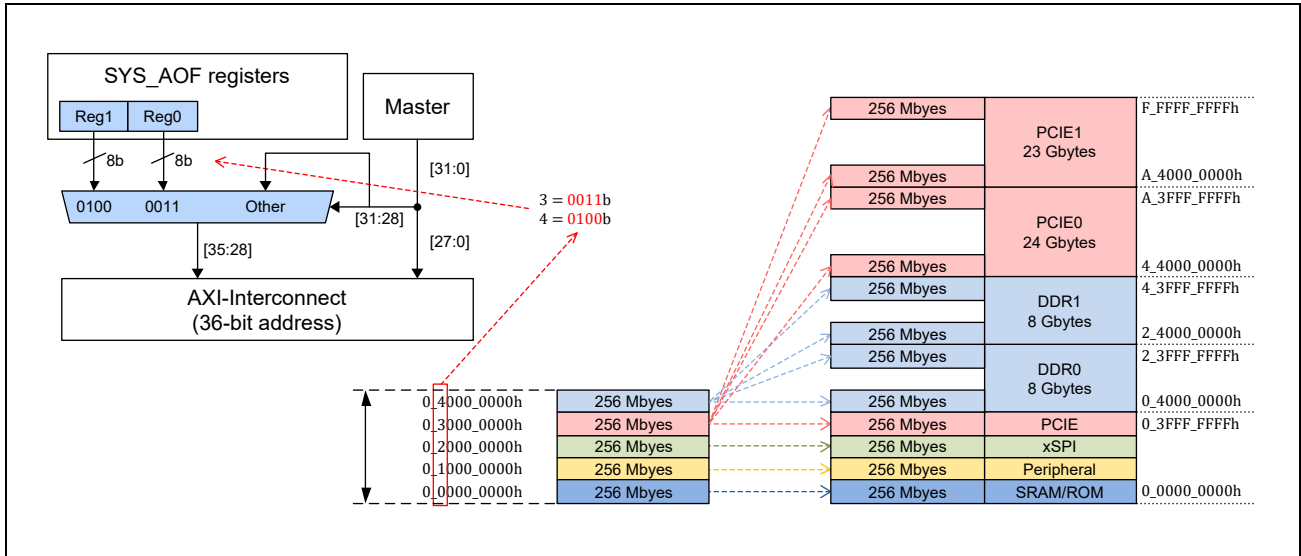 SYS_AOF registers
Reg1 Reg0
Master
8b 8b
[31:0]
0100 0011 Other
[31:28]
[35:28]
[27:0]
AXI-Interconnect
(36-bit address)
3 = 0011b
4 = 0100b
0_4000_0000h 256 Mbyes
0_3000_0000h 256 Mbyes
0_2000_0000h 256 Mbyes
0_1000_0000h 256 Mbyes
0_0000_0000h 256 Mbyes
256 Mbyes F_FFFF_FFFFh
PCIE1
23 Gbytes
256 Mbyes A_4000_0000h
256 Mbyes A_3FFF_FFFFh
PCIE0
24 Gbytes
256 Mbyes 4_4000_0000h
256 Mbyes 4_3FFF_FFFFh
DDR1
8 Gbytes
256 Mbyes 2_4000_0000h
256 Mbyes 2_3FFF_FFFFh
DDR0
8 Gbytes
256 Mbyes 0_4000_0000h
256 Mbyes PCIE 0_3FFF_FFFFh
256 Mbyes xSPI
256 Mbyes Peripheral
256 Mbyes SRAM/ROM 0_0000_0000h